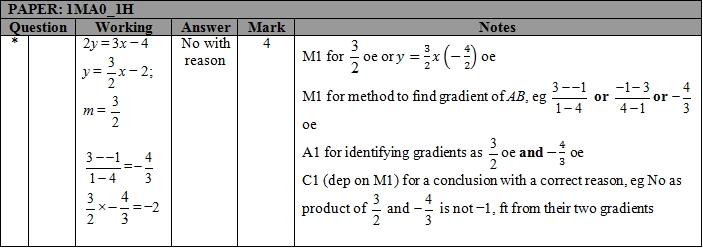 PAPER: 1MA0_1H
Question Working Answer Mark Notes
* 2y = 3x – 4 No with reason 4 M1 for 3/2 oe or y = 3/2 x (– 4/2) oe
y = 3/2 x – 2;
m = 3/2
M1 for method to find gradient of AB, eg 3 – –1 / 1 – 4 or –1 – 3 / 4 – 1 or – 4/3 oe
3 – –1 / 1 – 4 = – 4/3
A1 for identifying gradients as 3/2 oe and – 4/3 oe
3/2 × – 4/3 = –2
C1 (dep on M1) for a conclusion with a correct reason, eg No as
product of 3/2 and – 4/3 is not –1, ft from their two gradients